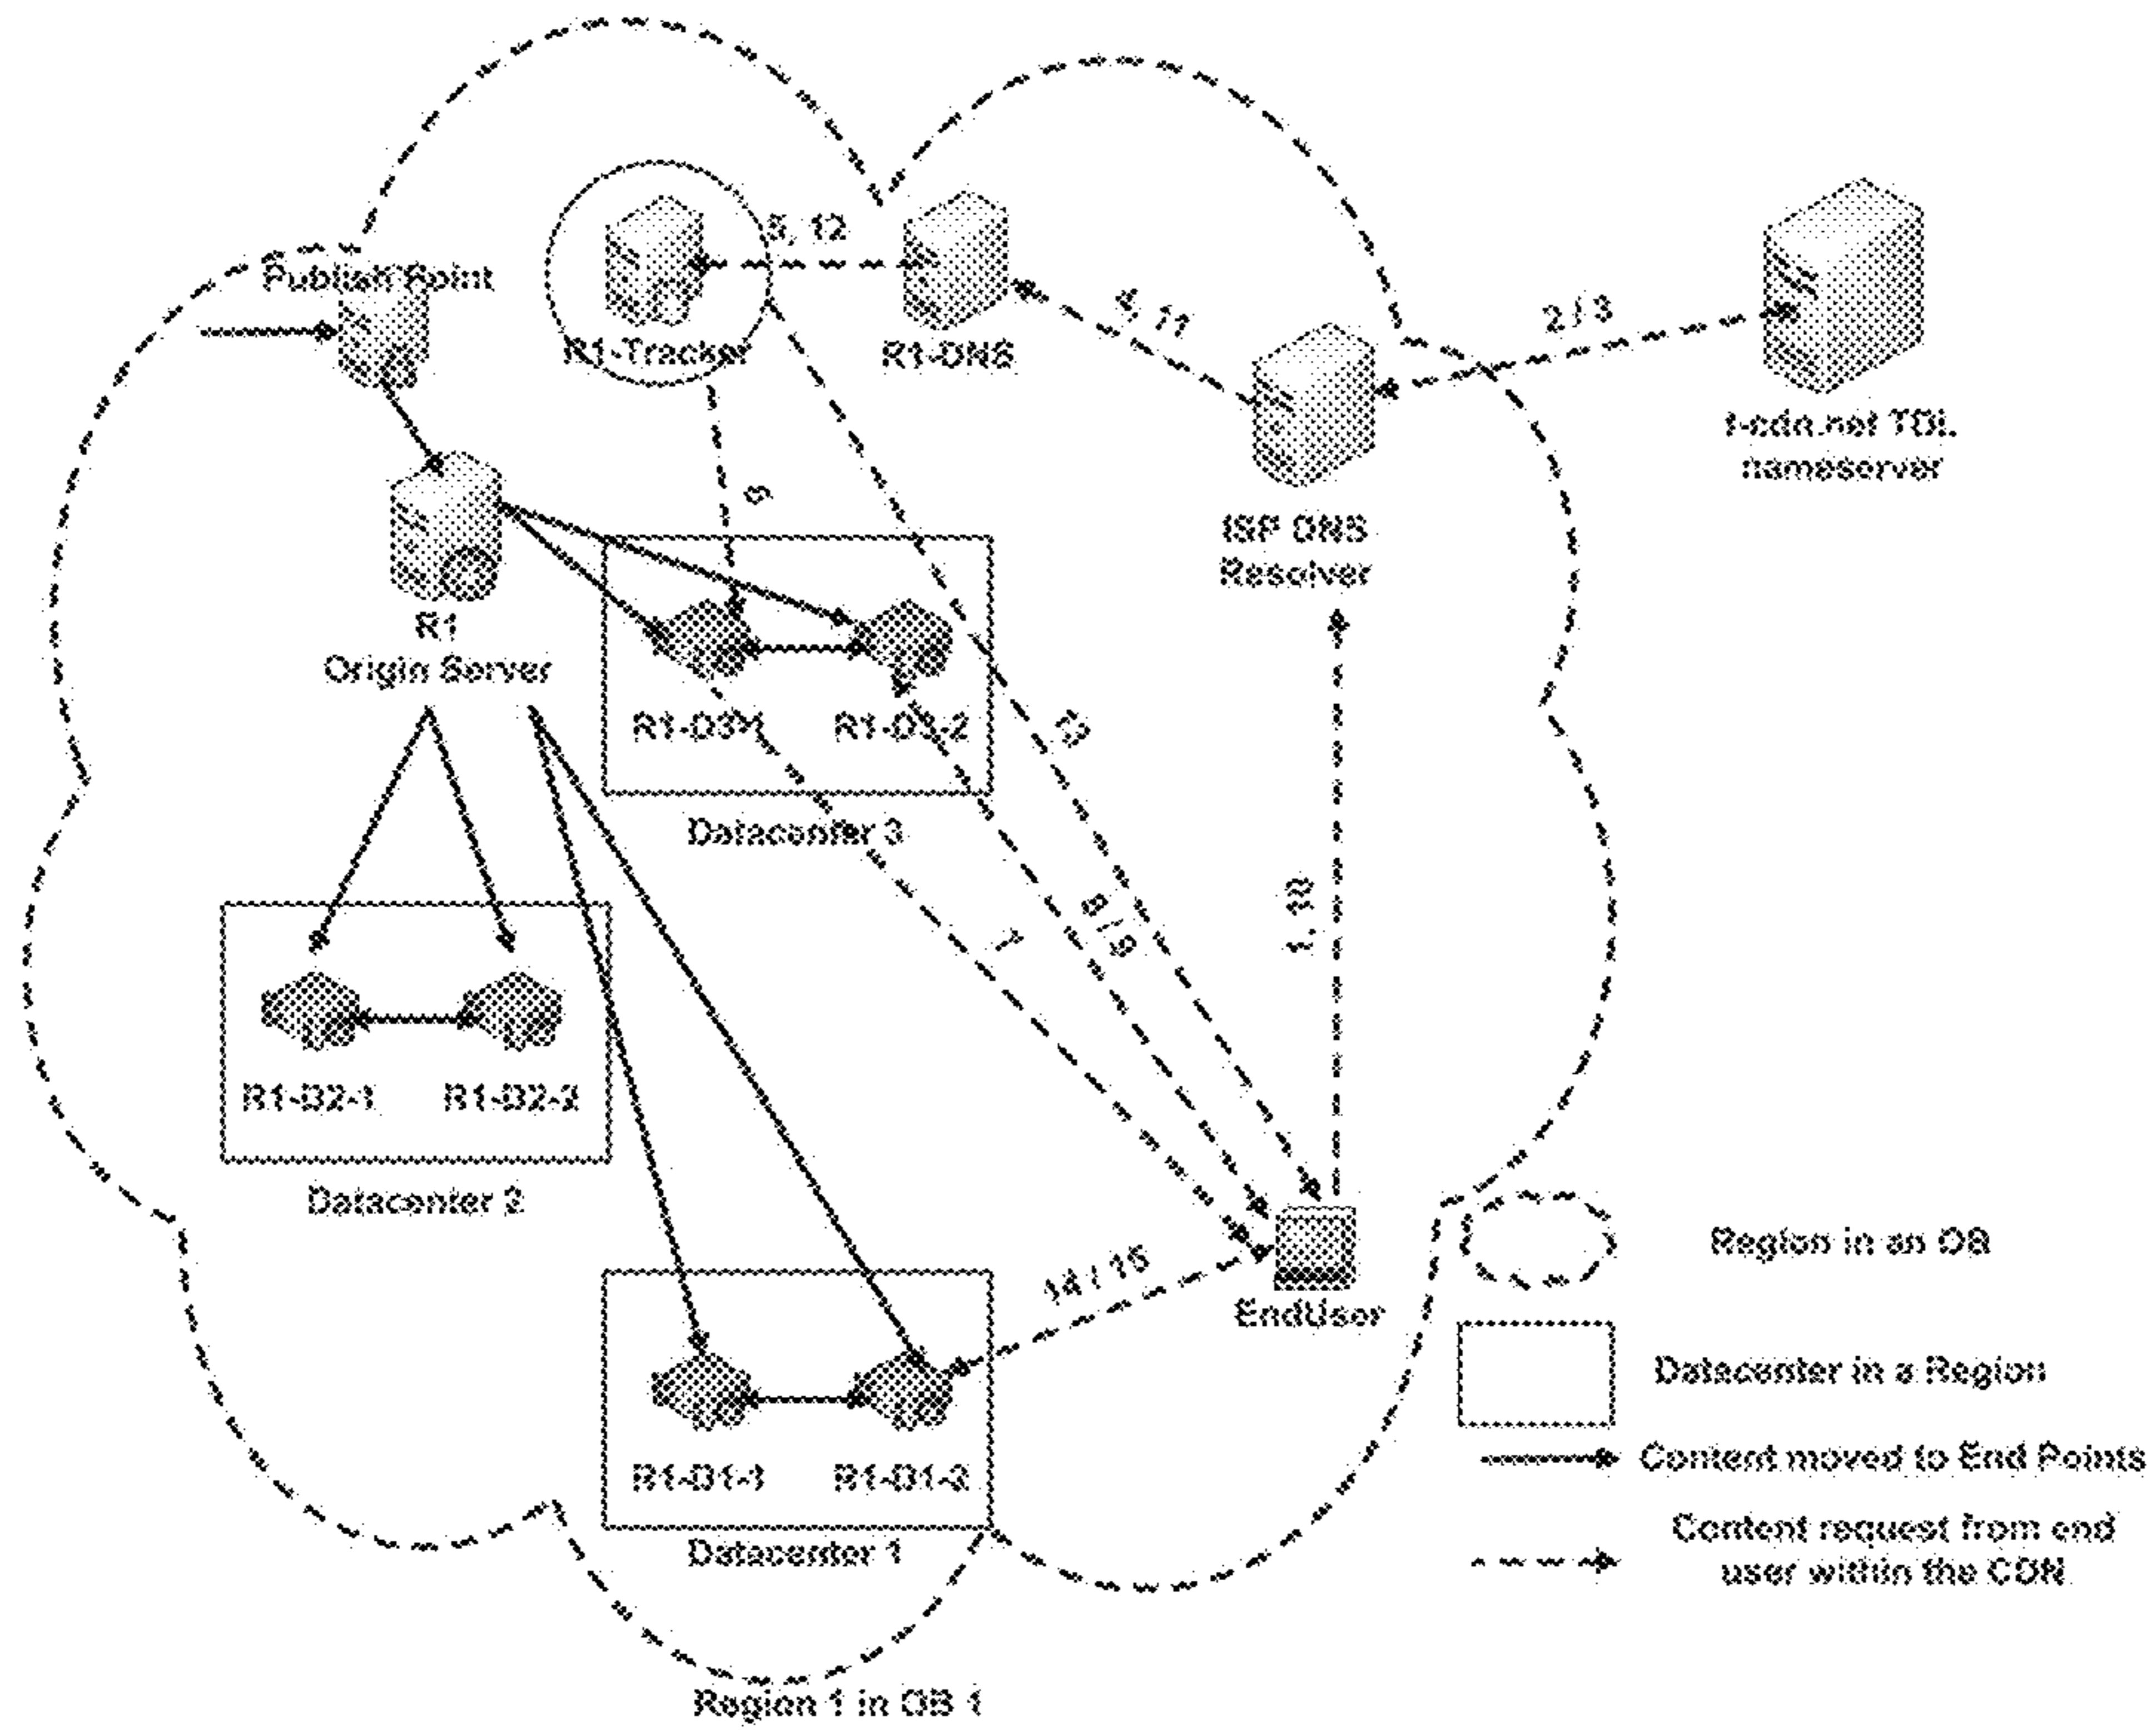 Publish Point
5, 12
R1-Tracker
R1-DNS
4, 11
2 / 3
t-cdn.net TDL
nameserver
ISP DNS
Resolver
R1
Origin Server
R1-D3-1
R1-D3-2
Datacenter 3
13
7
8 / 9
1, 10
R1-D2-1
R1-D2-2
Datacenter 2
14 / 15
EndUser
R1-D1-1
R1-D1-2
Datacenter 1
Region 1 in OB 1
Region in an OB
Datacenter in a Region
Content moved to End Points
Content request from end
user within the CDN